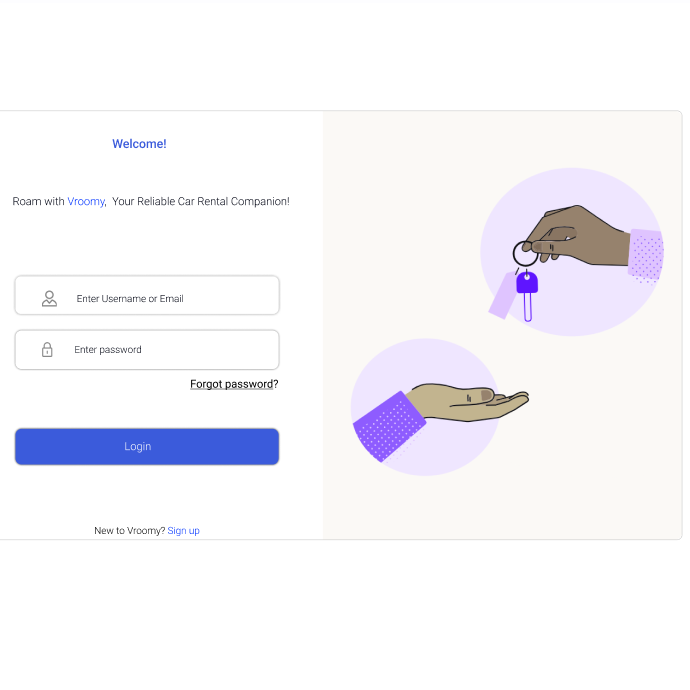 Welcome!
Roam with Vroomy,  Your Reliable Car Rental Companion!
Enter Username or Email
Enter password
Forgot password?
Login
New to Vroomy? Sign up